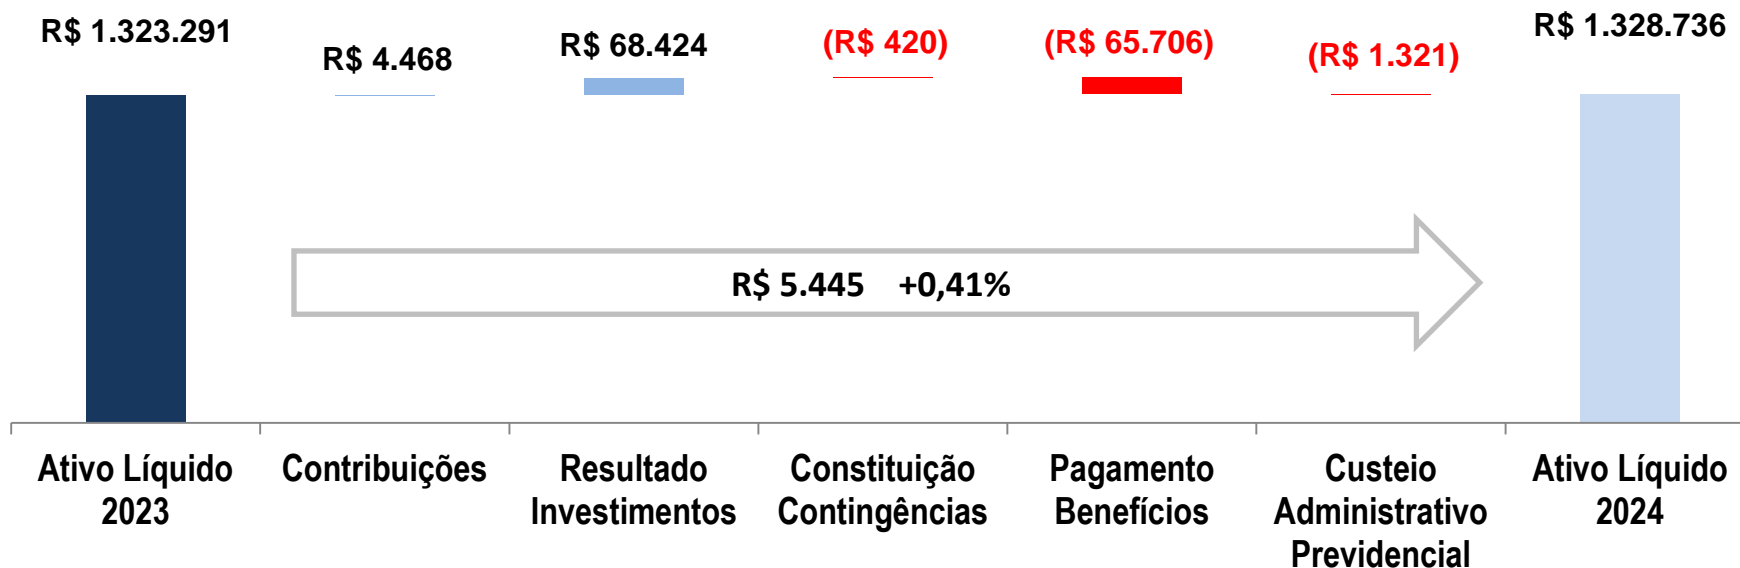 R$ 1.323.291
R$ 4.468
R$ 68.424
(R$ 420)
(R$ 65.706)
(R$ 1.321)
R$ 1.328.736
R$ 5.445 +0,41%
Ativo Líquido
2023
Contribuições
Resultado
Investimentos
Constituição
Contingências
Pagamento
Benefícios
Custeio
Administrativo
Previdencial
Ativo Líquido
2024